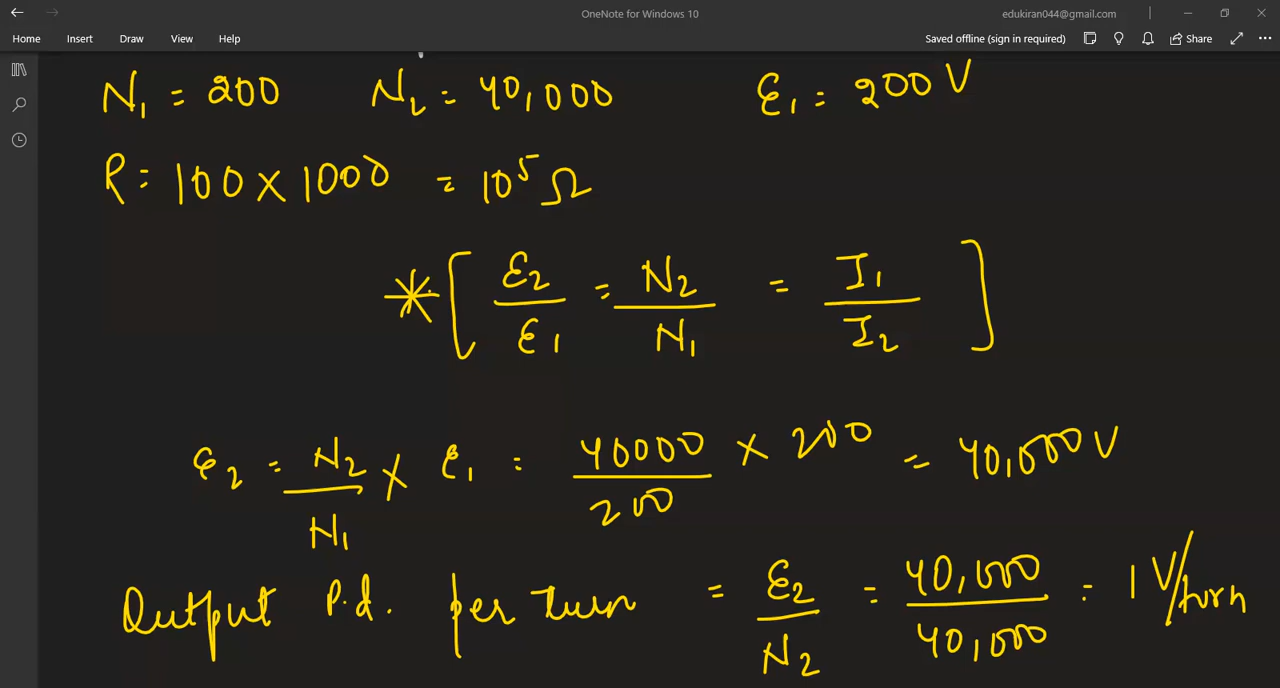 OneNote for Windows 10
edukiran044@gmail.com
Home Insert Draw View Help
Saved offline (sign in required) Share
N₁ = 200 N₂ = 40,000 ε₁ = 200 V
R = 100 × 1000 = 10⁵ Ω
* [ ε₂/ε₁ = N₂/N₁ = I₁/I₂ ]
ε₂ = N₂/N₁ × ε₁ = 40000/200 × 200 = 40,000 V
Output P.d. per turn = ε₂/N₂ = 40,000/40,000 = 1 V/turn